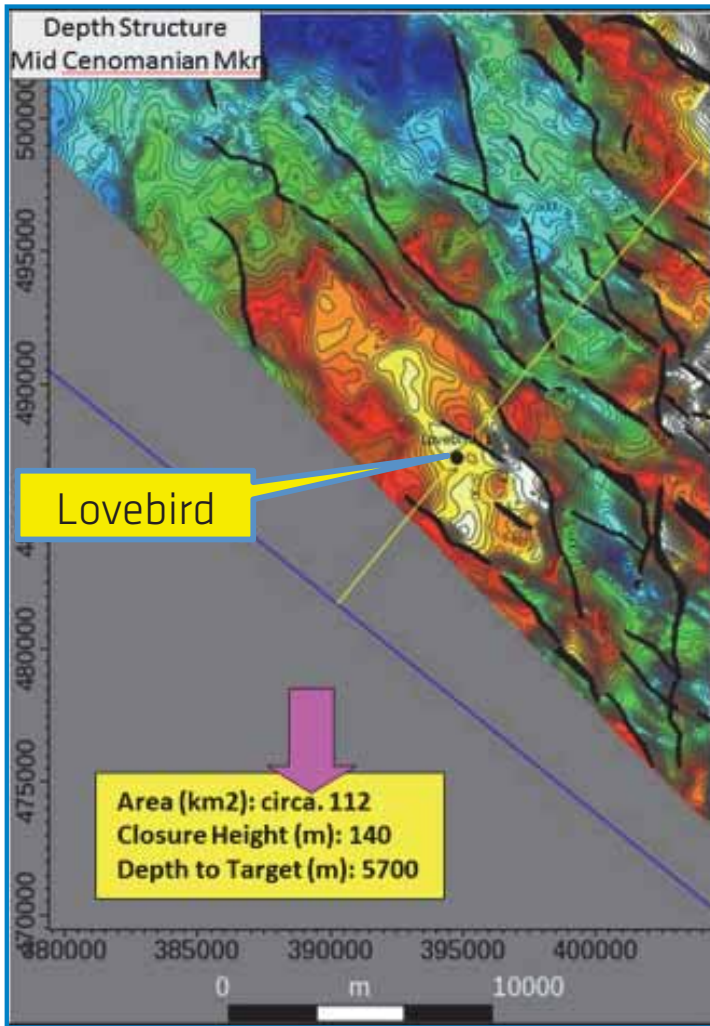 Depth Structure
Mid Cenomanian Mkr
500000
495000
490000
Lovebird
Lovebird
480000
Area (km2): circa. 112
Closure Height (m): 140
Depth to Target (m): 5700
475000
470000
380000 385000 390000 395000 400000
0 m 10000